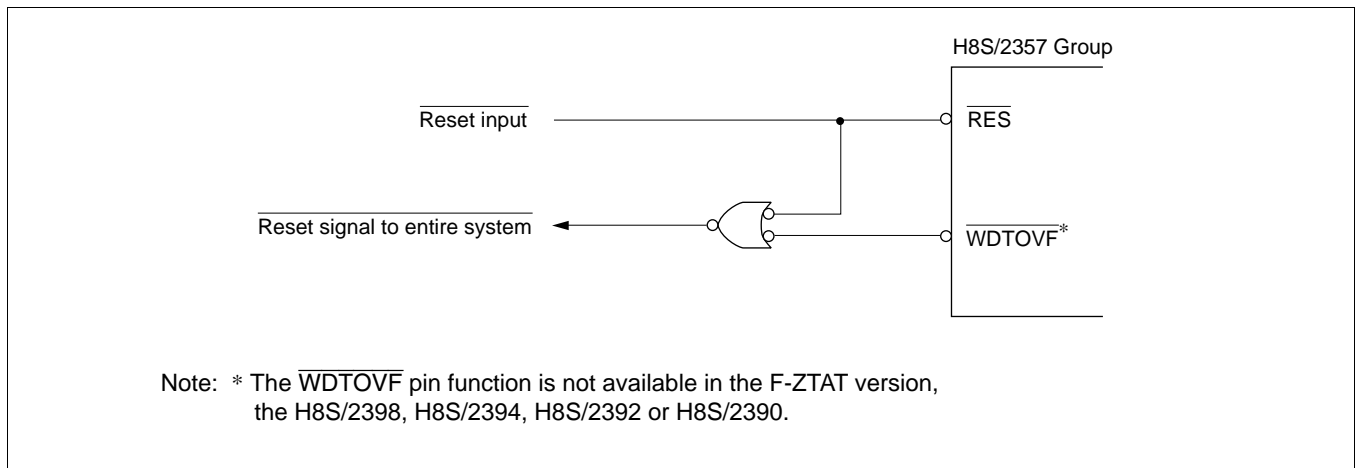 H8S/2357 Group
Reset input
RES
Reset signal to entire system
WDTOVF*
Note: * The WDTOVF pin function is not available in the F-ZTAT version,
the H8S/2398, H8S/2394, H8S/2392 or H8S/2390.